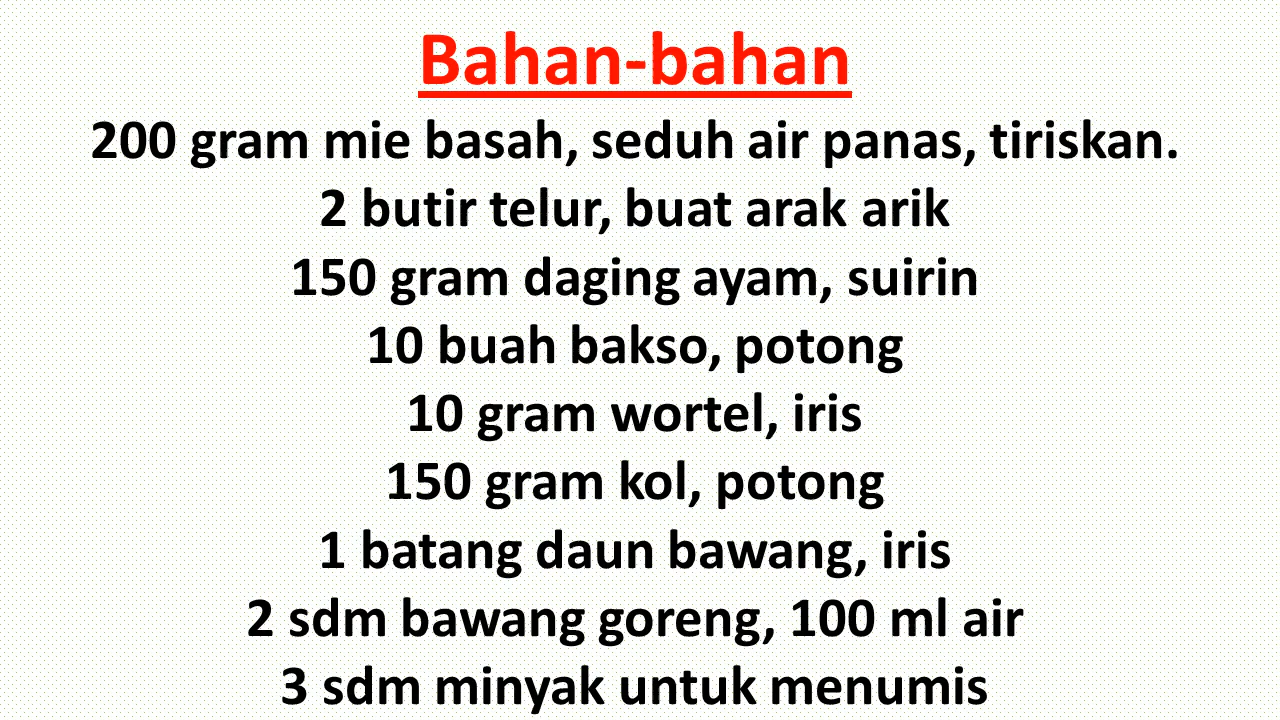 Bahan-bahan
200 gram mie basah, seduh air panas, tiriskan.
2 butir telur, buat arak arik
150 gram daging ayam, suirin
10 buah bakso, potong
10 gram wortel, iris
150 gram kol, potong
1 batang daun bawang, iris
2 sdm bawang goreng, 100 ml air
3 sdm minyak untuk menumis